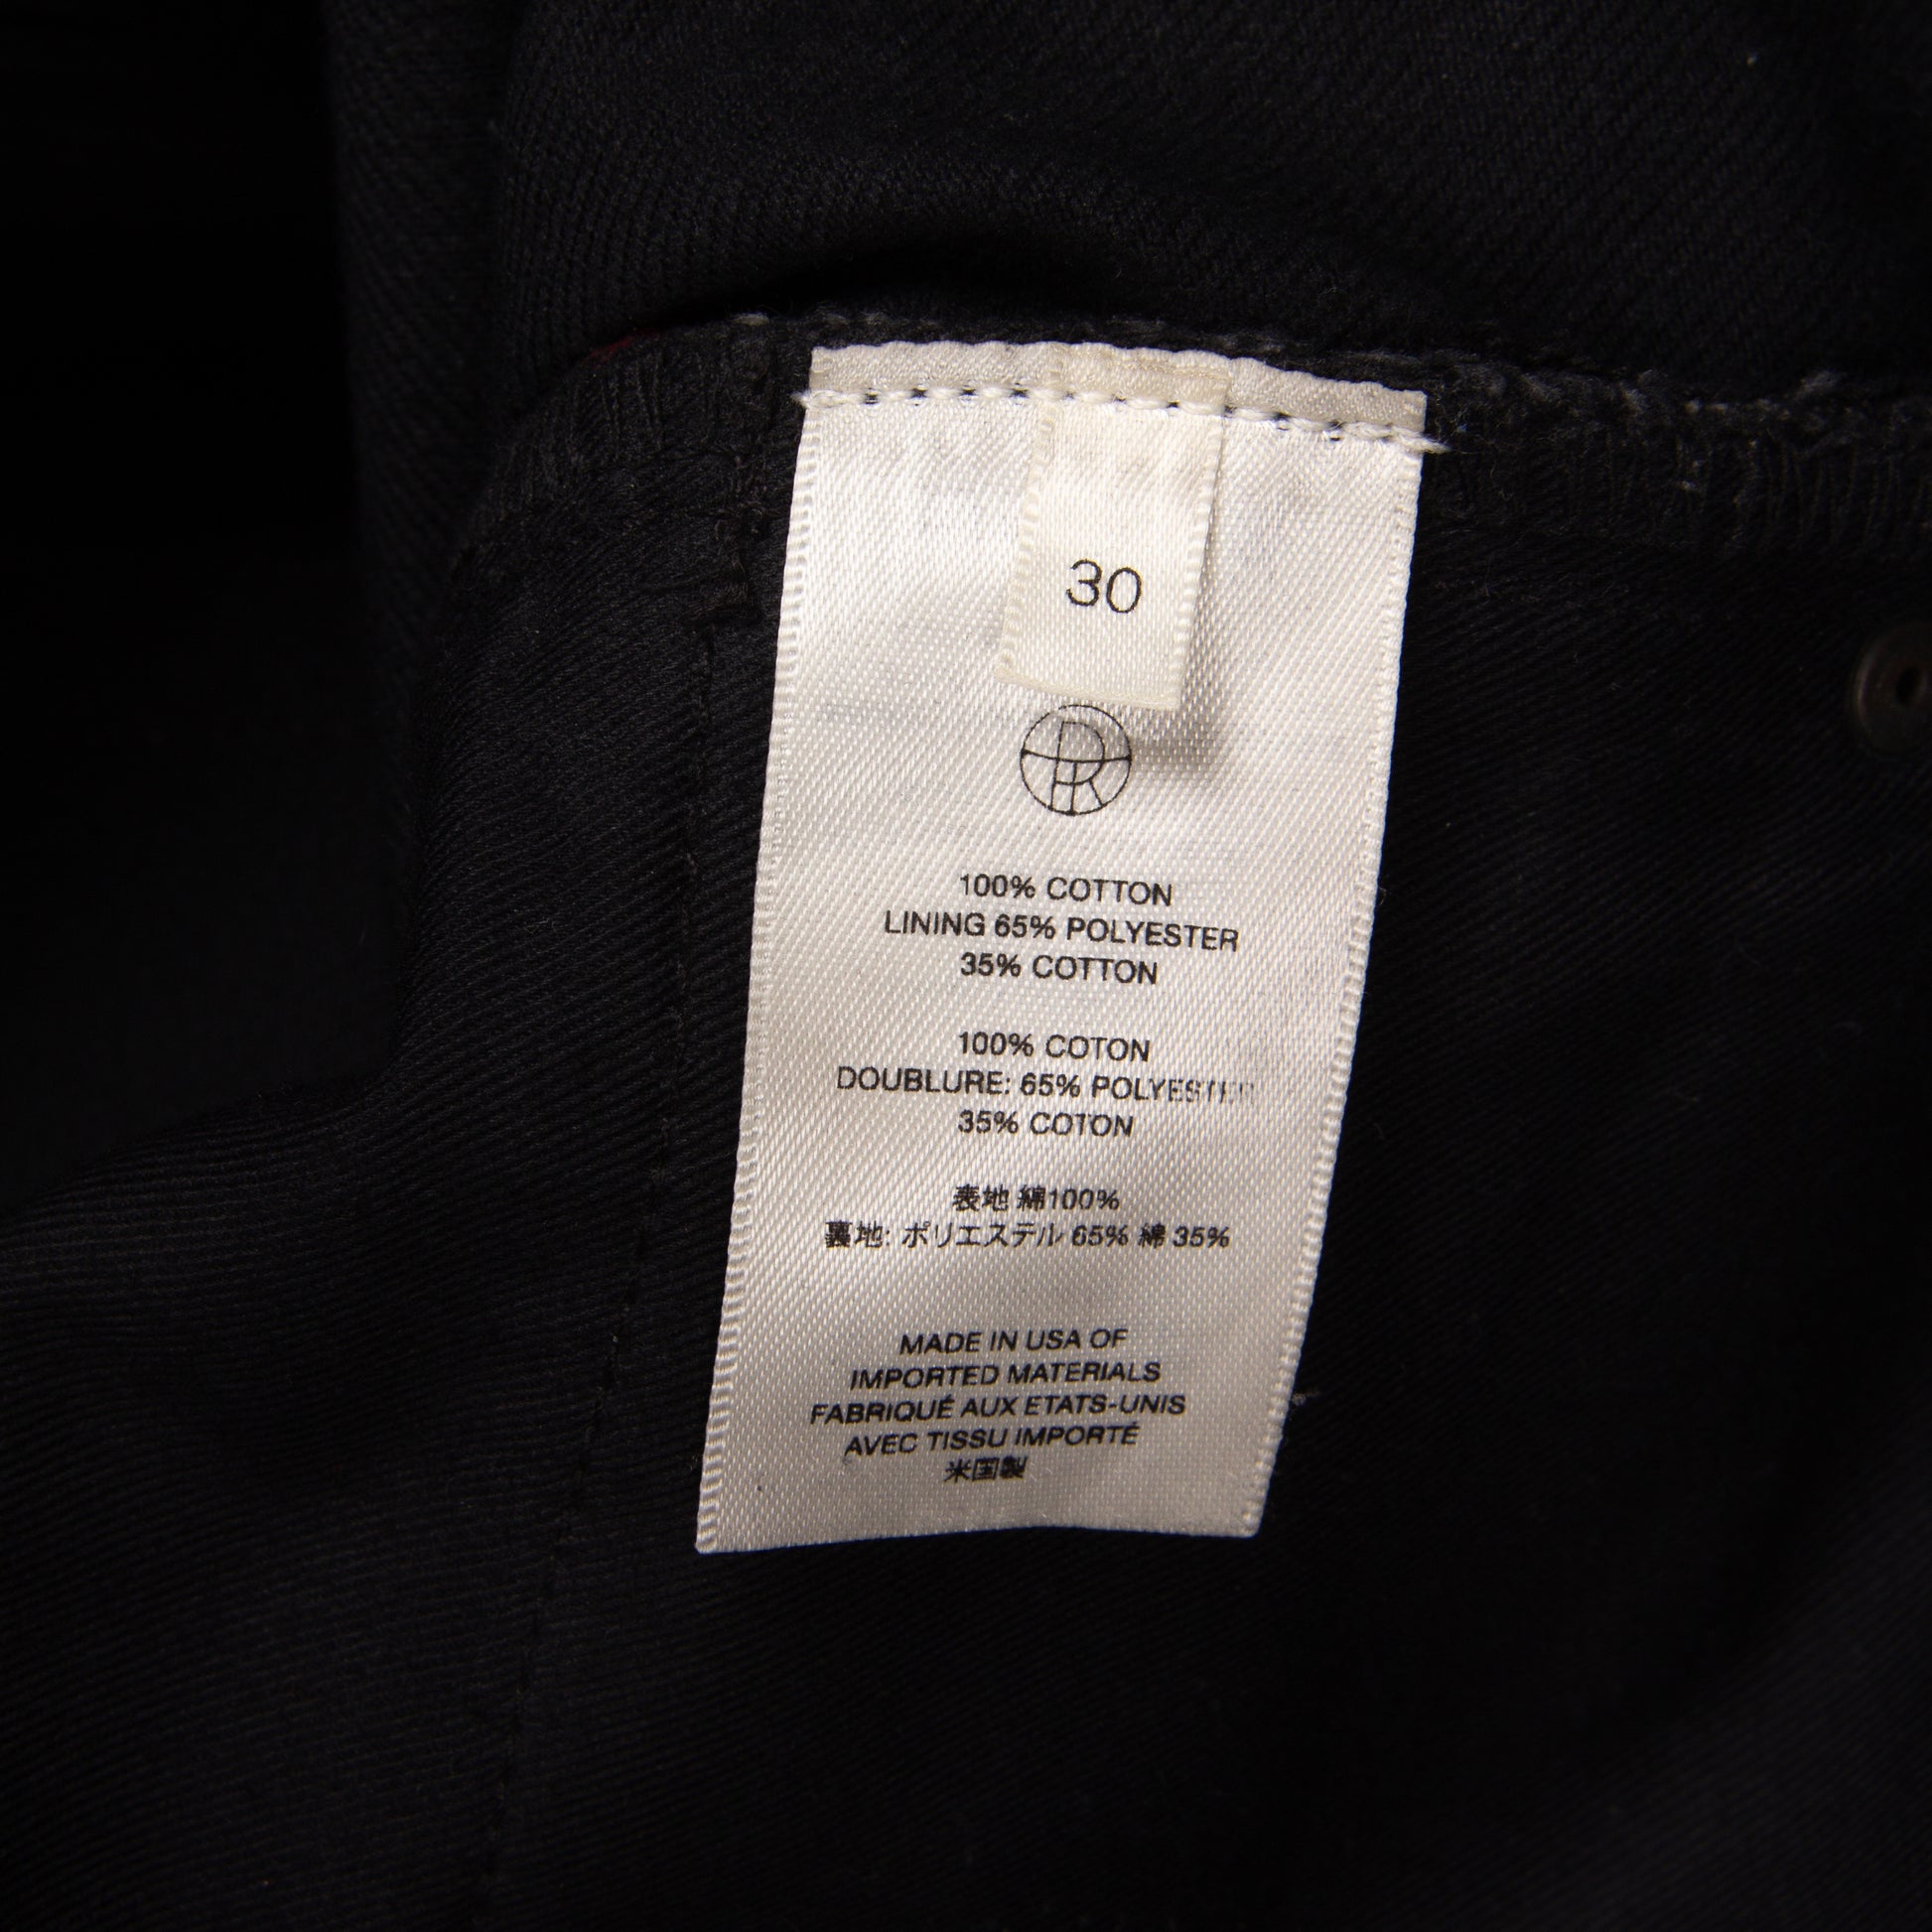 30
100% COTTON
LINING 65% POLYESTER
35% COTTON
100% COTON
DOUBLURE: 65% POLYESTER
35% COTON
表地 綿100%
裏地: ポリエステル 65% 綿 35%
MADE IN USA OF
IMPORTED MATERIALS
FABRIQUÉ AUX ETATS-UNIS
AVEC TISSU IMPORTÉ
米国製